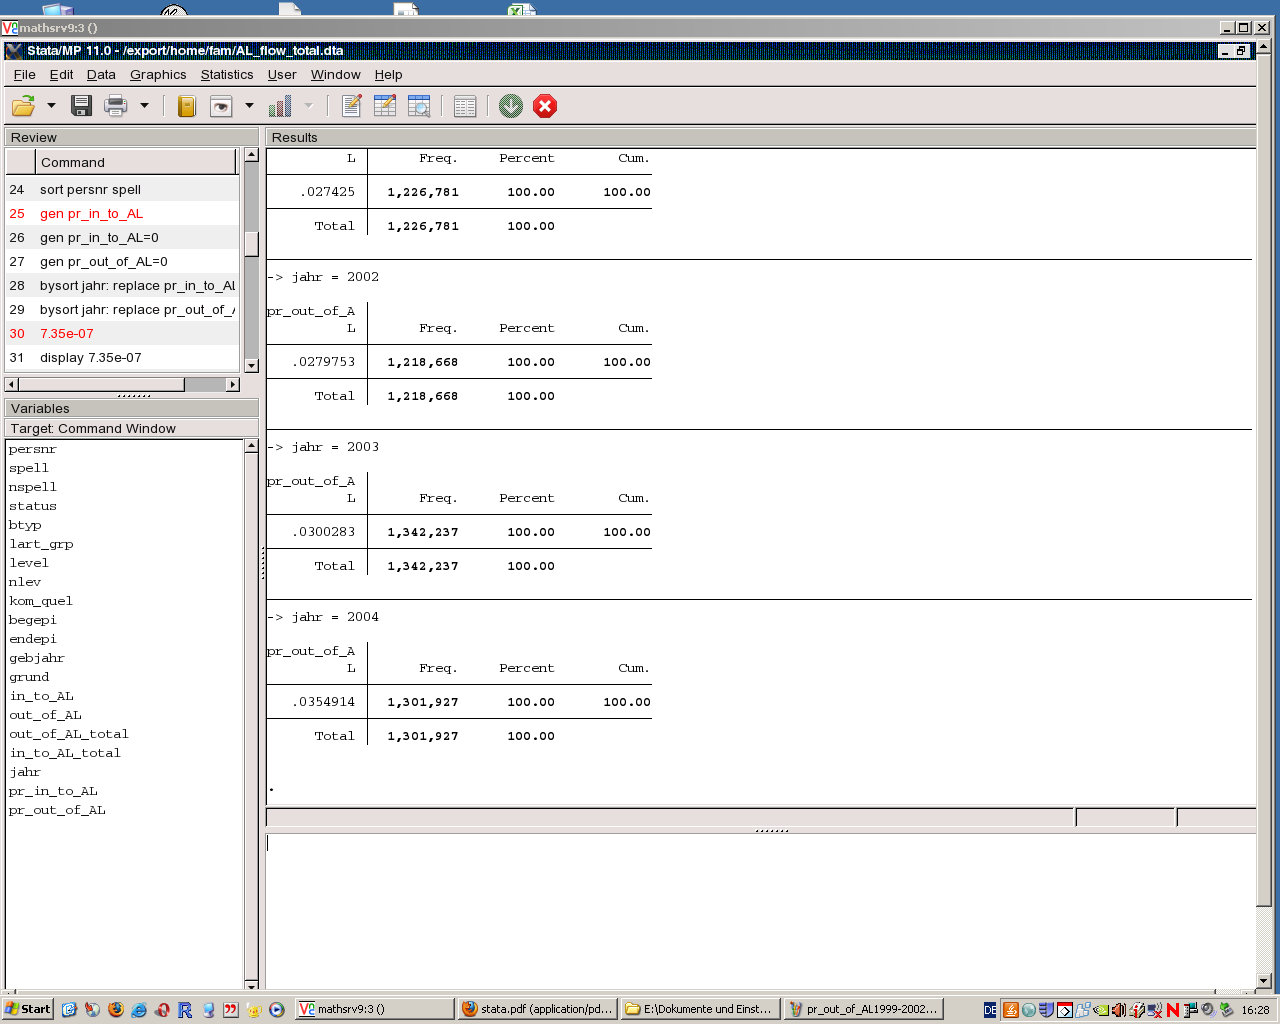 mathsrv9:3 ()
Stata/MP 11.0 - /export/home/fam/AL_flow_total.dta
File Edit Data Graphics Statistics User Window Help
Review
Command
24 sort persnr spell
25 gen pr_in_to_AL
26 gen pr_in_to_AL=0
27 gen pr_out_of_AL=0
28 bysort jahr: replace pr_in_to_AL
29 bysort jahr: replace pr_out_of_A
30 7.35e-07
31 display 7.35e-07
Variables
Target: Command Window
persnr
spell
nspell
status
btyp
lart_grp
level
nlev
kom_quel
begepi
endepi
gebjahr
grund
in_to_AL
out_of_AL
out_of_AL_total
in_to_AL_total
jahr
pr_in_to_AL
pr_out_of_AL
Results
L Freq. Percent Cum.
.027425 1,226,781 100.00 100.00
Total 1,226,781 100.00
-> jahr = 2002
pr_out_of_A
L Freq. Percent Cum.
.0279753 1,218,668 100.00 100.00
Total 1,218,668 100.00
-> jahr = 2003
pr_out_of_A
L Freq. Percent Cum.
.0300283 1,342,237 100.00 100.00
Total 1,342,237 100.00
-> jahr = 2004
pr_out_of_A
L Freq. Percent Cum.
.0354914 1,301,927 100.00 100.00
Total 1,301,927 100.00
.
Start
mathsrv9:3 ()
stata.pdf (application/pd...
E:\Dokumente und Einst...
pr_out_of_AL1999-2002...
DE
16:28